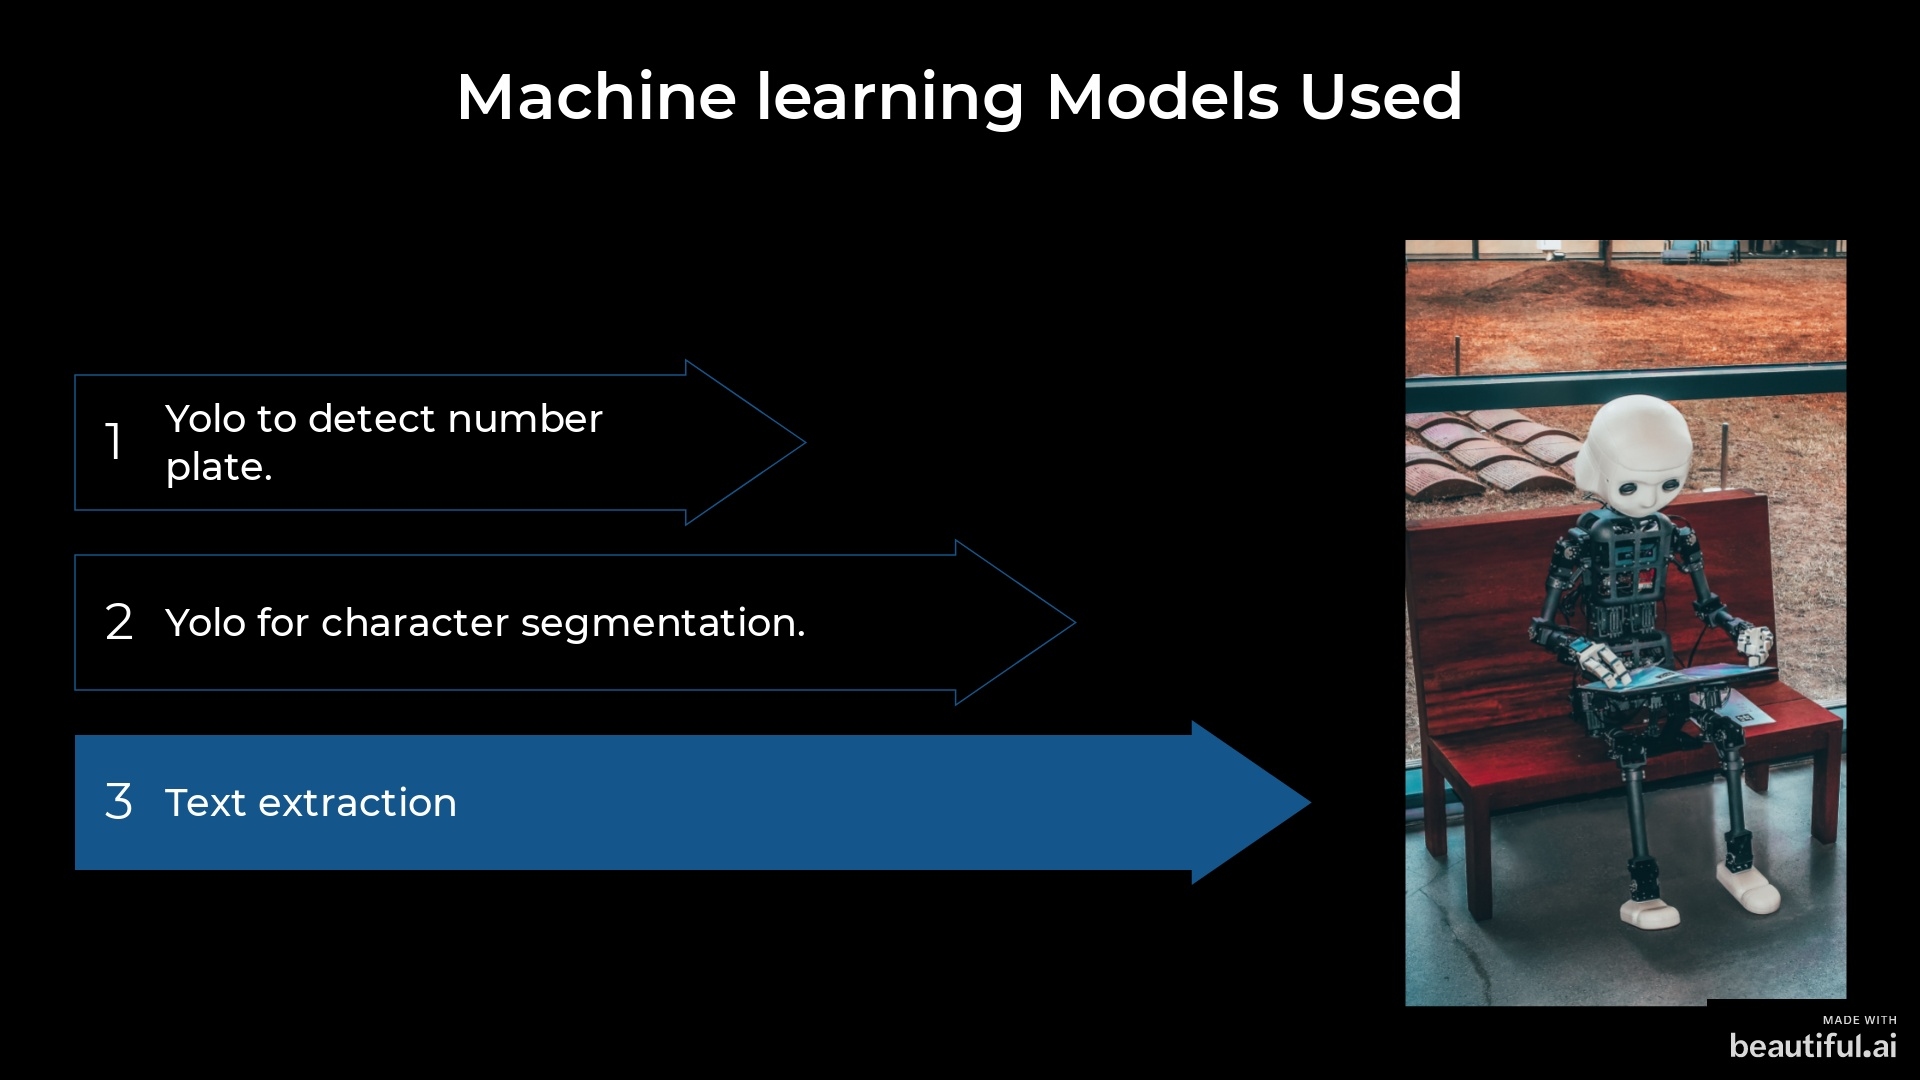 Machine learning Models Used
1
Yolo to detect number
plate.
2
Yolo for character segmentation.
3
Text extraction
MADE WITH
beautiful.ai